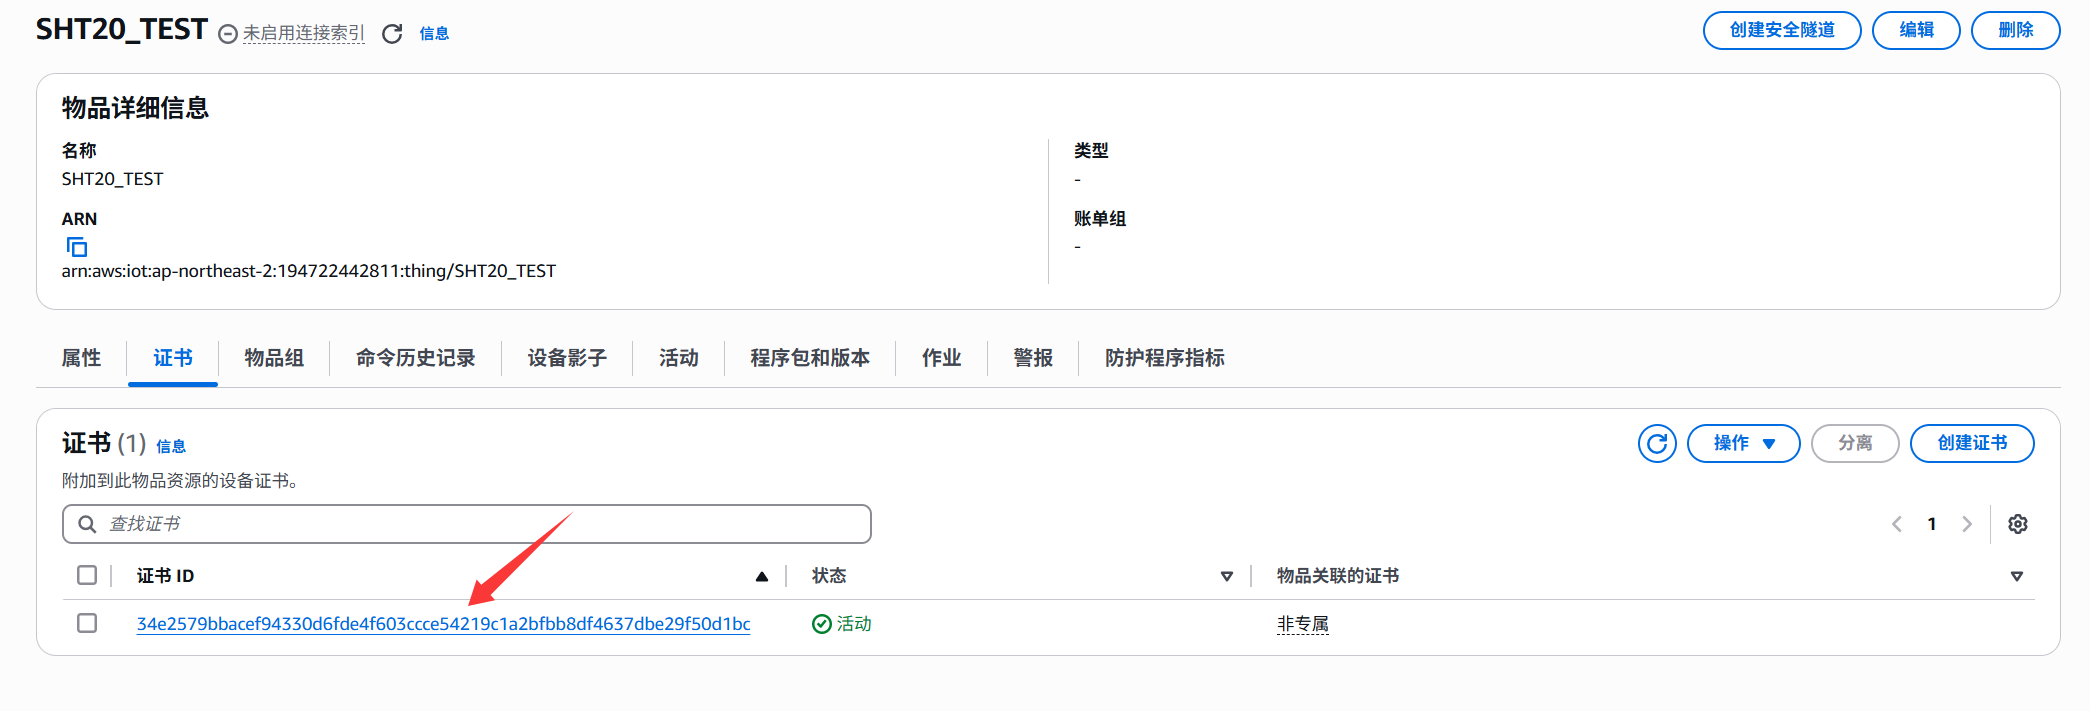 SHT20_TEST 未启用连接索引 信息 创建安全隧道 编辑 删除
物品详细信息
名称
SHT20_TEST
类型
-
ARN
arn:aws:iot:ap-northeast-2:194722442811:thing/SHT20_TEST
账单组
-
属性 证书 物品组 命令历史记录 设备影子 活动 程序包和版本 作业 警报 防护程序指标
证书 (1) 信息 操作 分离 创建证书
附加到此物品资源的设备证书。
查找证书 1
证书 ID 状态 物品关联的证书
34e2579bbacef94330d6fde4f603ccce54219c1a2bfbb8df4637dbe29f50d1bc 活动 非专属